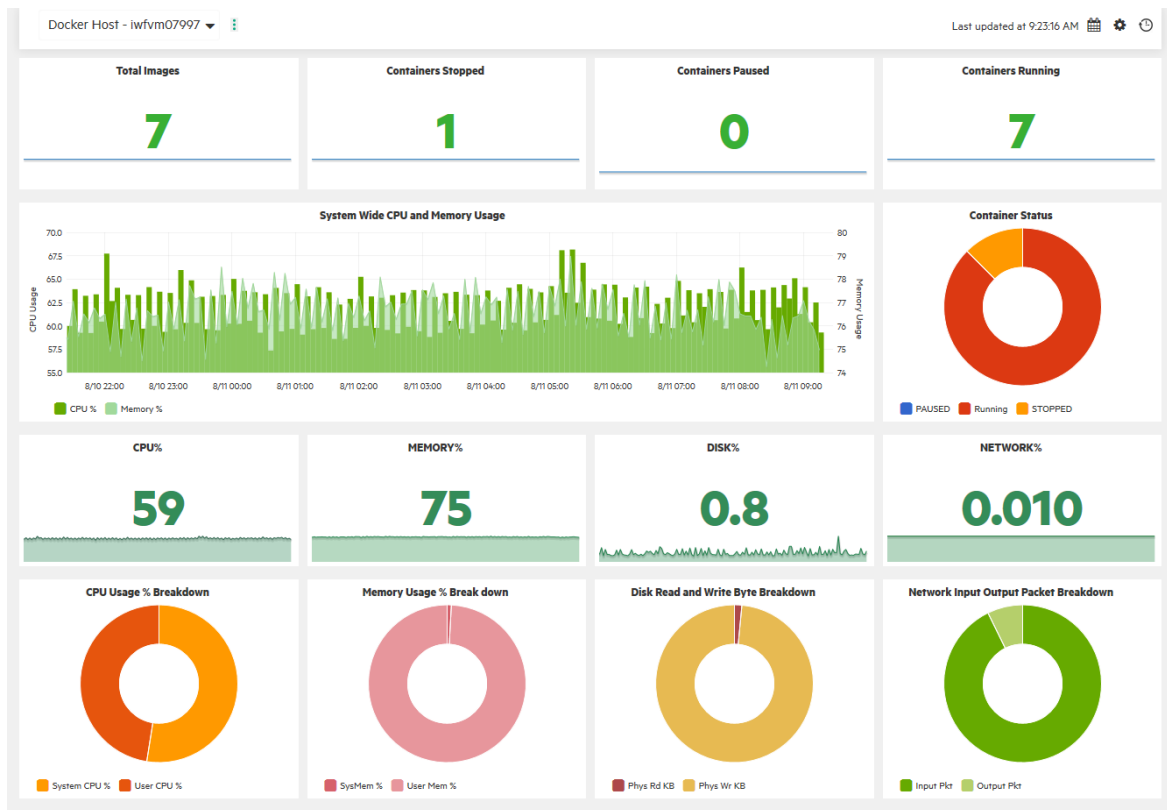 Docker Host - iwfvm07997
Last updated at 9:23:16 AM
Total Images
Containers Stopped
Containers Paused
Containers Running
7
1
0
7
System Wide CPU and Memory Usage
Container Status
70.0
67.5
65.0
62.5
60.0
57.5
55.0
CPU Usage
80
79
78
77
76
75
74
Memory Usage
8/10 22:00 8/10 23:00 8/11 00:00 8/11 01:00 8/11 02:00 8/11 03:00 8/11 04:00 8/11 05:00 8/11 06:00 8/11 07:00 8/11 08:00 8/11 09:00
CPU % Memory %
PAUSED Running STOPPED
CPU%
MEMORY%
DISK%
NETWORK%
59
75
0.8
0.010
CPU Usage % Breakdown
Memory Usage % Break down
Disk Read and Write Byte Breakdown
Network Input Output Packet Breakdown
System CPU % User CPU %
SysMem % User Mem %
Phys Rd KB Phys Wr KB
Input Pkt Output Pkt